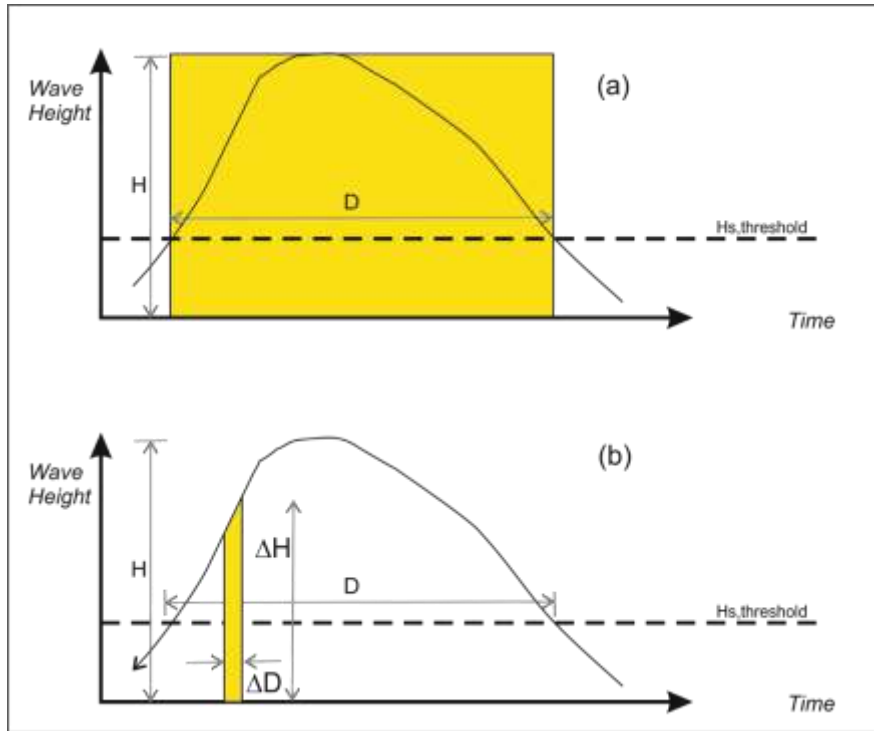 (a)
Wave
Height
H
D
Hs,threshold
Time
(b)
Wave
Height
ΔH
H
D
Hs,threshold
ΔD
Time